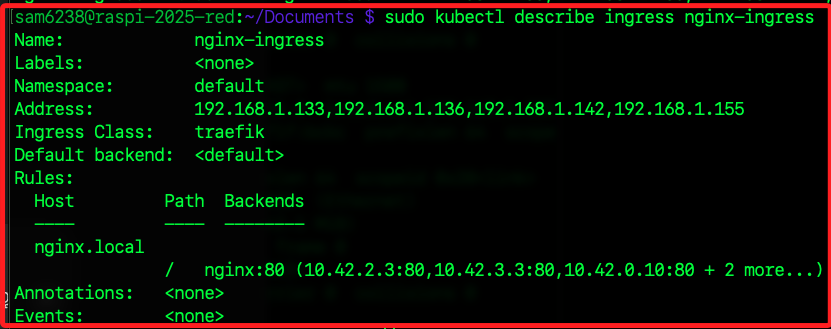 sam6238@raspi-2025-red:~/Documents $ sudo kubectl describe ingress nginx-ingress
Name:             nginx-ingress
Labels:           <none>
Namespace:        default
Address:          192.168.1.133,192.168.1.136,192.168.1.142,192.168.1.155
Ingress Class:    traefik
Default backend:  <default>
Rules:
  Host         Path  Backends
  ----         ----  --------
  nginx.local
               /   nginx:80 (10.42.2.3:80,10.42.3.3:80,10.42.0.10:80 + 2 more...)
Annotations:   <none>
Events:        <none>